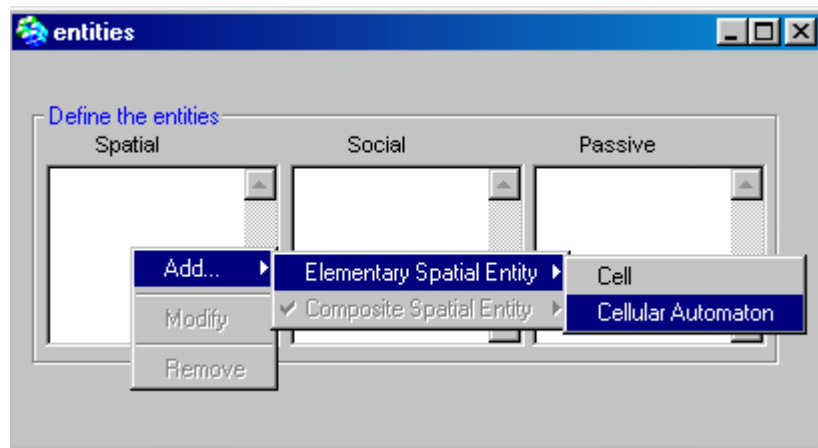 entities
Define the entities
Spatial Social Passive
Add... Elementary Spatial Entity Cell
Modify Composite Spatial Entity Cellular Automaton
Remove